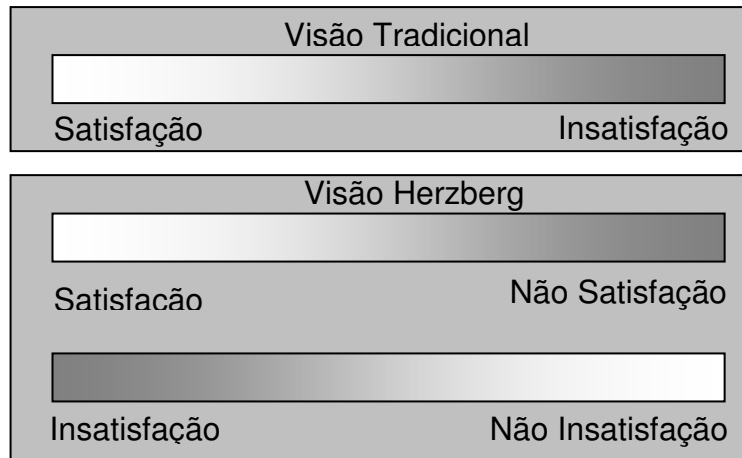 Visão Tradicional
Satisfação Insatisfação
Visão Herzberg
Satisfação Não Satisfação
Insatisfação Não Insatisfação